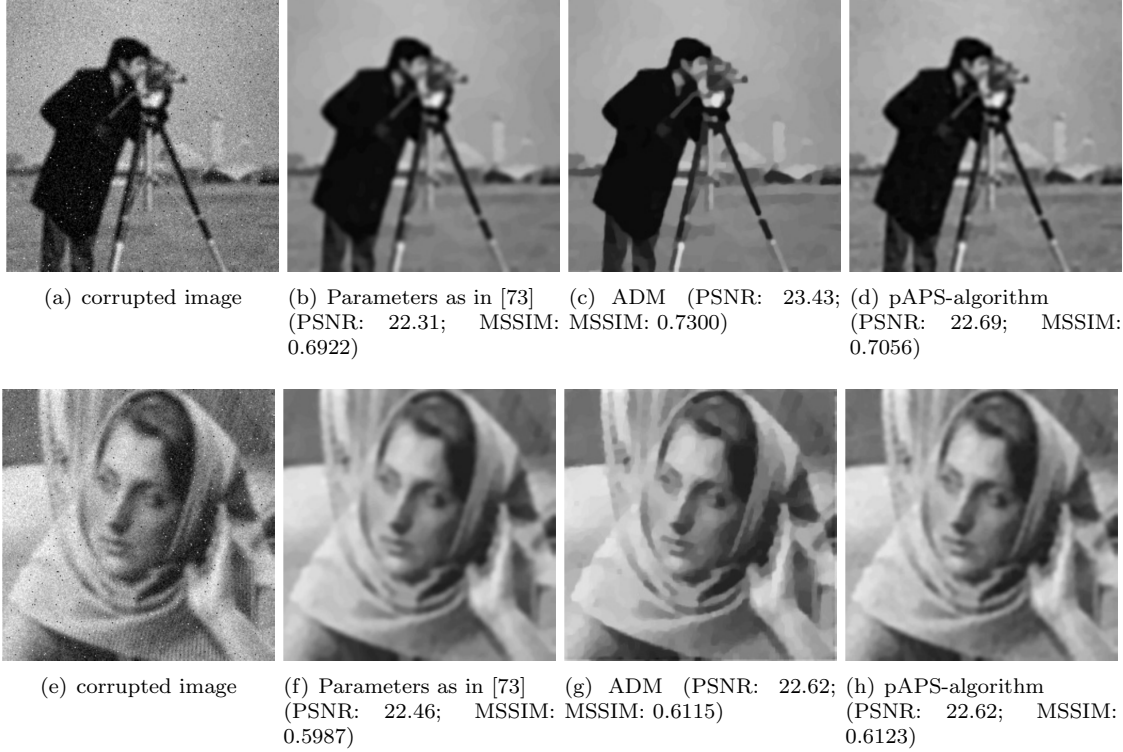 (a) corrupted image
(b) Parameters as in [73]
(PSNR: 22.31; MSSIM:
0.6922)
(c) ADM (PSNR: 23.43;
MSSIM: 0.7300)
(d) pAPS-algorithm
(PSNR: 22.69; MSSIM:
0.7056)
(e) corrupted image
(f) Parameters as in [73]
(PSNR: 22.46; MSSIM:
0.5987)
(g) ADM (PSNR: 22.62;
MSSIM: 0.6115)
(h) pAPS-algorithm
(PSNR: 22.62; MSSIM:
0.6123)